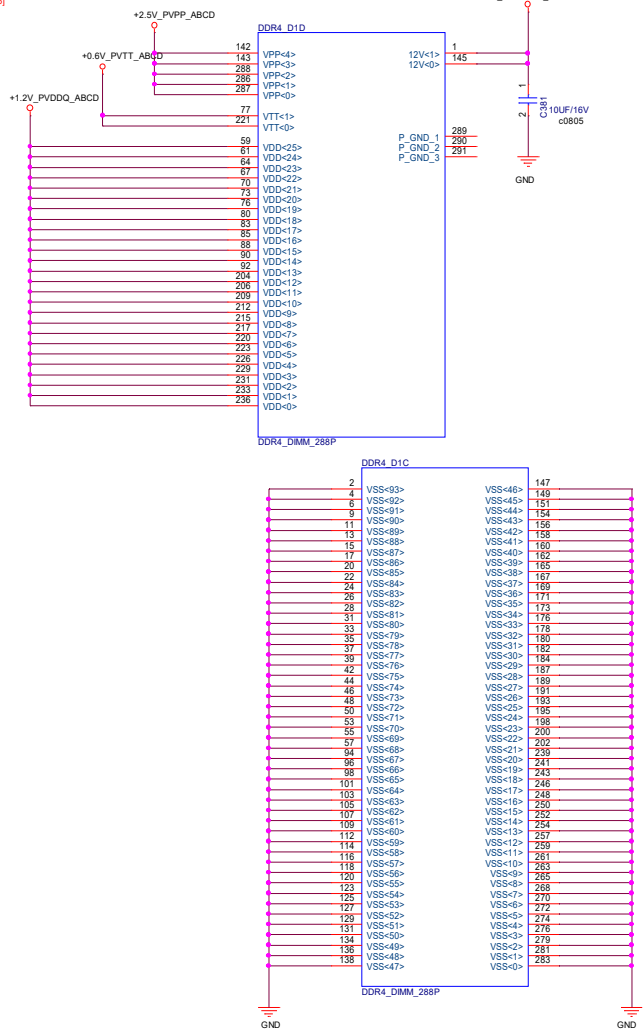 +2.5V_PVPP_ABCD
+0.6V_PVTT_ABCD
+1.2V_PVDDQ_ABCD
DDR4_D1D
142 VPP<4> 12V<1> 1
143 VPP<3> 12V<0> 145
288 VPP<2>
286 VPP<1>
287 VPP<0>
1
2
C381
10UF/16V
c0805
GND
77 VTT<1>
221 VTT<0>
P_GND_1 289
P_GND_2 290
P_GND_3 291
59 VDD<25>
61 VDD<24>
64 VDD<23>
67 VDD<22>
70 VDD<21>
73 VDD<20>
76 VDD<19>
80 VDD<18>
83 VDD<17>
85 VDD<16>
88 VDD<15>
90 VDD<14>
92 VDD<13>
204 VDD<12>
206 VDD<11>
209 VDD<10>
212 VDD<9>
215 VDD<8>
217 VDD<7>
220 VDD<6>
223 VDD<5>
226 VDD<4>
229 VDD<3>
231 VDD<2>
233 VDD<1>
236 VDD<0>
DDR4_DIMM_288P
DDR4_D1C
2 VSS<93> VSS<46> 147
4 VSS<92> VSS<45> 149
6 VSS<91> VSS<44> 151
9 VSS<90> VSS<43> 154
11 VSS<89> VSS<42> 156
13 VSS<88> VSS<41> 158
15 VSS<87> VSS<40> 160
17 VSS<86> VSS<39> 162
20 VSS<85> VSS<38> 165
22 VSS<84> VSS<37> 167
24 VSS<83> VSS<36> 169
26 VSS<82> VSS<35> 171
28 VSS<81> VSS<34> 173
31 VSS<80> VSS<33> 176
33 VSS<79> VSS<32> 178
35 VSS<78> VSS<31> 180
37 VSS<77> VSS<30> 182
39 VSS<76> VSS<29> 184
42 VSS<75> VSS<28> 187
44 VSS<74> VSS<27> 189
46 VSS<73> VSS<26> 191
48 VSS<72> VSS<25> 193
50 VSS<71> VSS<24> 195
53 VSS<70> VSS<23> 198
55 VSS<69> VSS<22> 200
57 VSS<68> VSS<21> 202
94 VSS<67> VSS<20> 239
96 VSS<66> VSS<19> 241
98 VSS<65> VSS<18> 243
101 VSS<64> VSS<17> 246
103 VSS<63> VSS<16> 248
105 VSS<62> VSS<15> 250
107 VSS<61> VSS<14> 252
109 VSS<60> VSS<13> 254
112 VSS<59> VSS<12> 257
114 VSS<58> VSS<11> 259
116 VSS<57> VSS<10> 261
118 VSS<56> VSS<9> 263
120 VSS<55> VSS<8> 265
123 VSS<54> VSS<7> 268
125 VSS<53> VSS<6> 270
127 VSS<52> VSS<5> 272
129 VSS<51> VSS<4> 274
131 VSS<50> VSS<3> 276
134 VSS<49> VSS<2> 279
136 VSS<48> VSS<1> 281
138 VSS<47> VSS<0> 283
DDR4_DIMM_288P
GND
GND